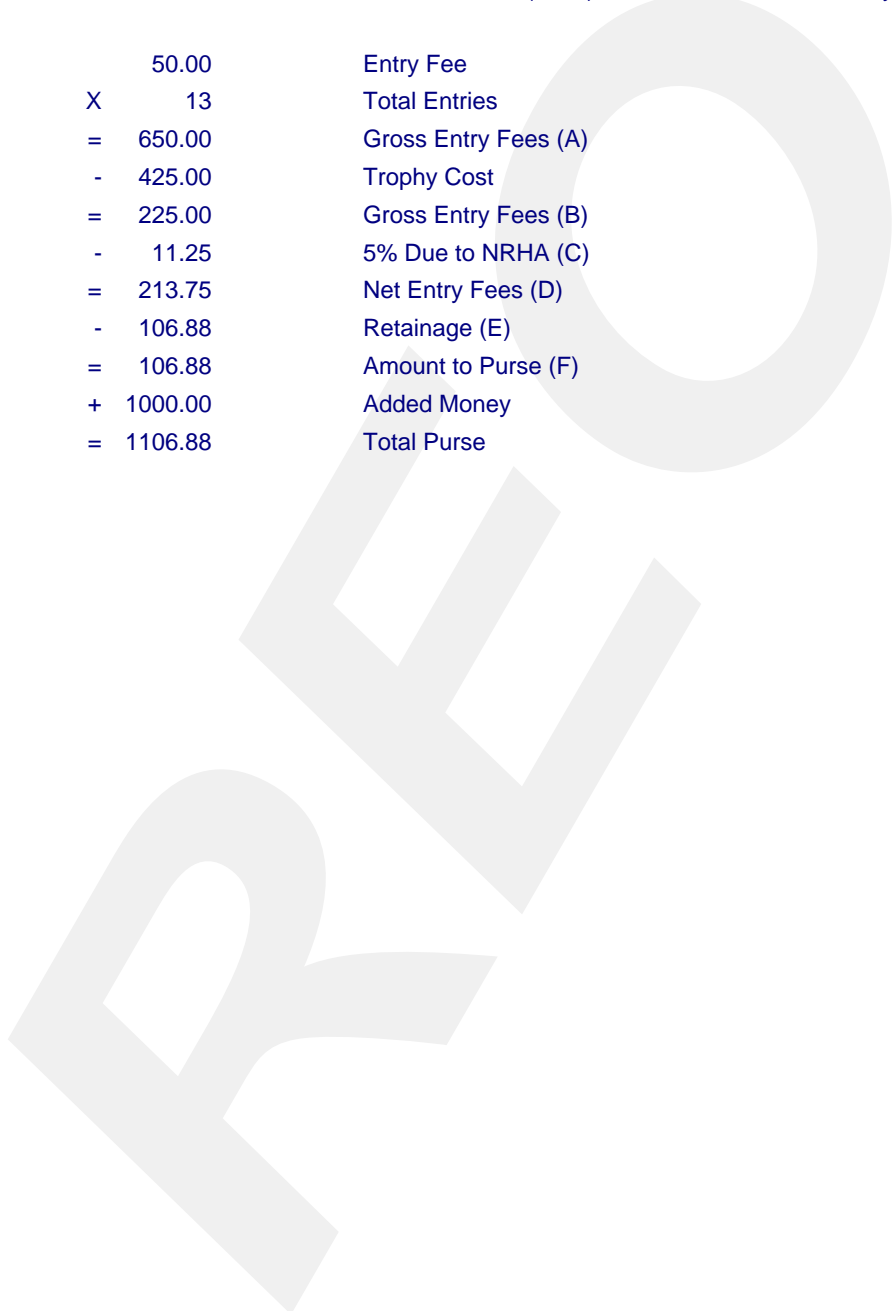 50.00 Entry Fee
X 13 Total Entries
= 650.00 Gross Entry Fees (A)
- 425.00 Trophy Cost
= 225.00 Gross Entry Fees (B)
- 11.25 5% Due to NRHA (C)
= 213.75 Net Entry Fees (D)
- 106.88 Retainage (E)
= 106.88 Amount to Purse (F)
+ 1000.00 Added Money
= 1106.88 Total Purse
REO